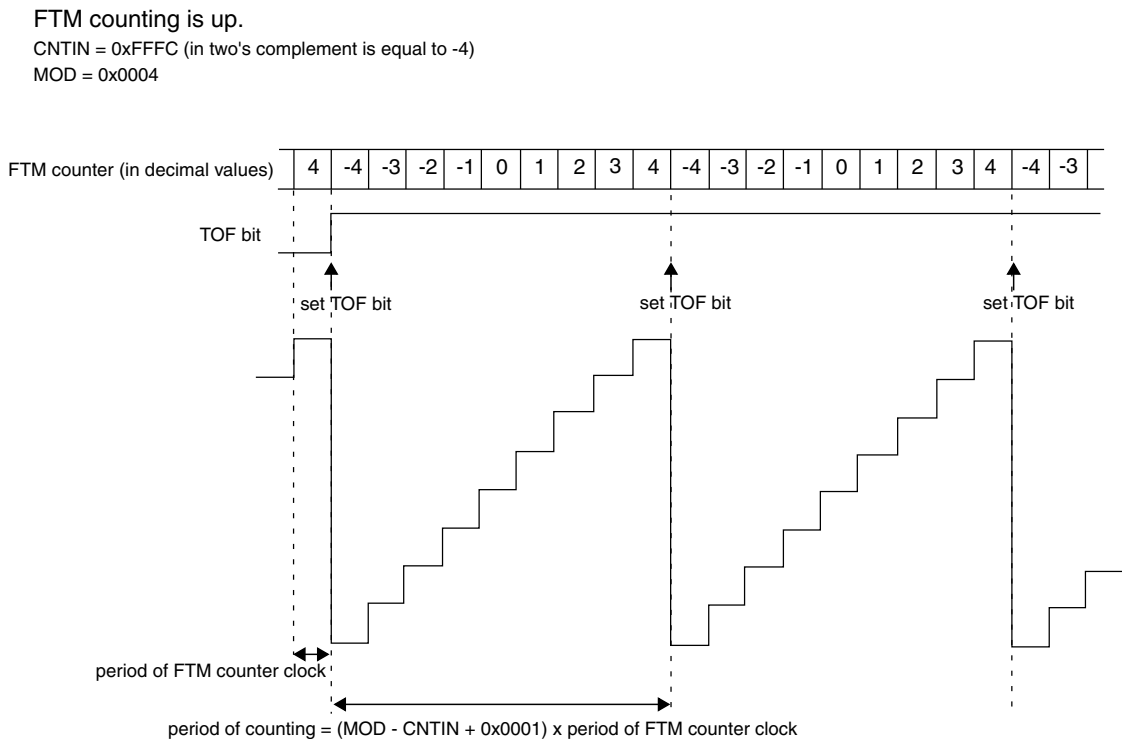 FTM counting is up.
CNTIN = 0xFFFC (in two's complement is equal to -4)
MOD = 0x0004
FTM counter (in decimal values) 4 -4 -3 -2 -1 0 1 2 3 4 -4 -3 -2 -1 0 1 2 3 4 -4 -3
TOF bit
set TOF bit set TOF bit set TOF bit
period of FTM counter clock
period of counting = (MOD - CNTIN + 0x0001) x period of FTM counter clock